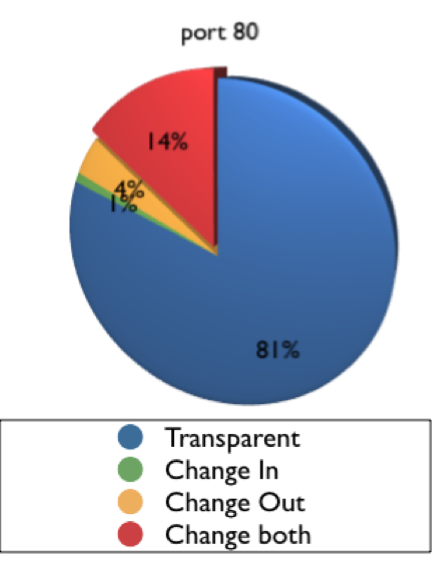 port 80
14%
4%
1%
81%
Transparent
Change In
Change Out
Change both